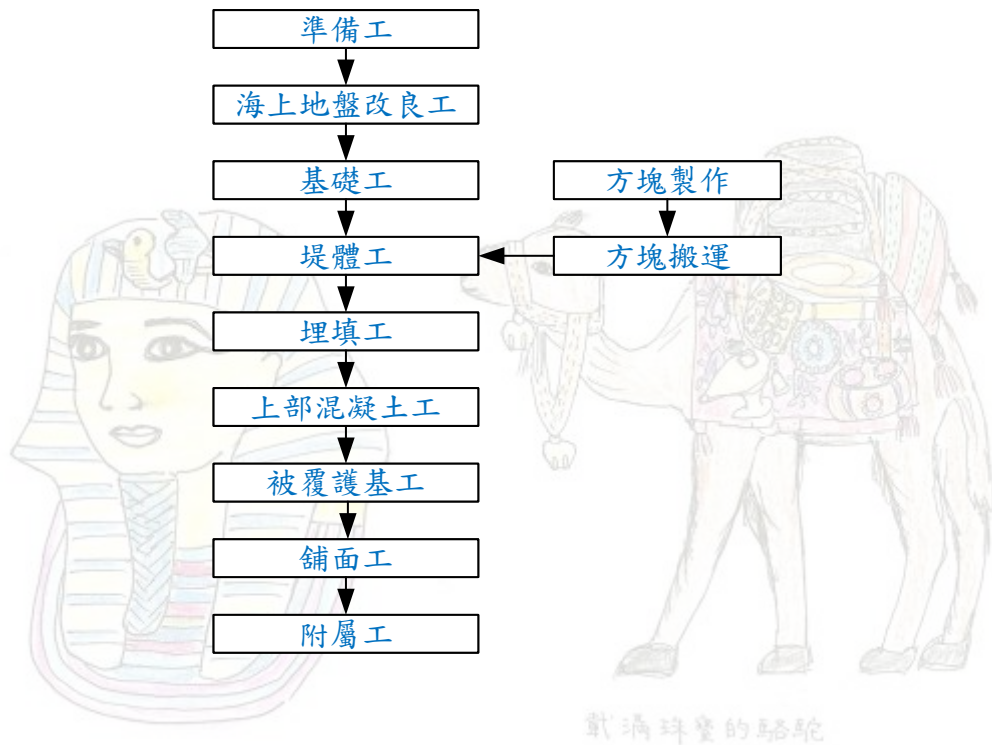 準備工
海上地盤改良工
基礎工
方塊製作
堤體工
方塊搬運
埋填工
上部混凝土工
被覆護基工
舖面工
附屬工
戴滿珠寶的駱駝